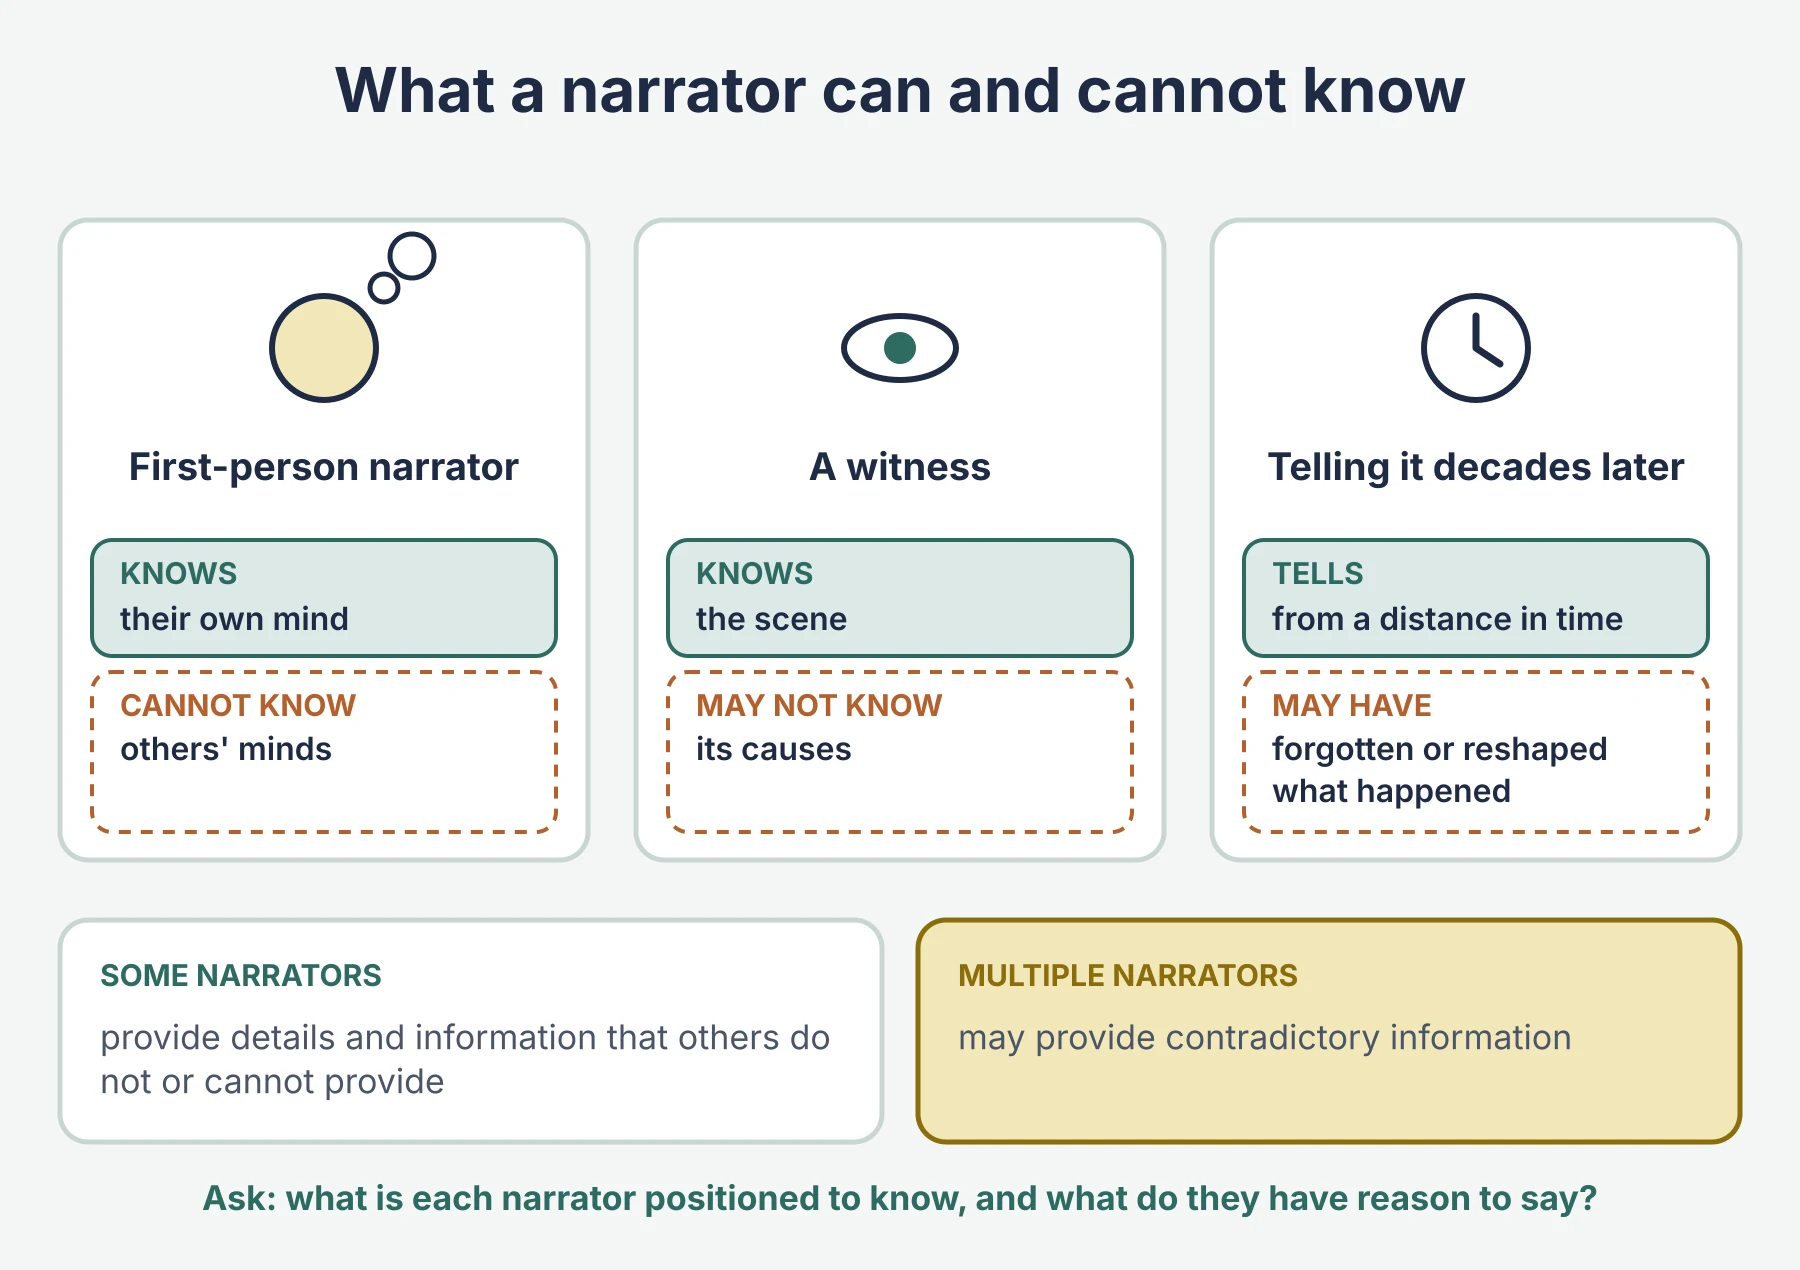 What a narrator can and cannot know
First-person narrator
KNOWS
their own mind
CANNOT KNOW
others' minds
A witness
KNOWS
the scene
MAY NOT KNOW
its causes
Telling it decades later
TELLS
from a distance in time
MAY HAVE
forgotten or reshaped
what happened
SOME NARRATORS
provide details and information that others do
not or cannot provide
MULTIPLE NARRATORS
may provide contradictory information
Ask: what is each narrator positioned to know, and what do they have reason to say?